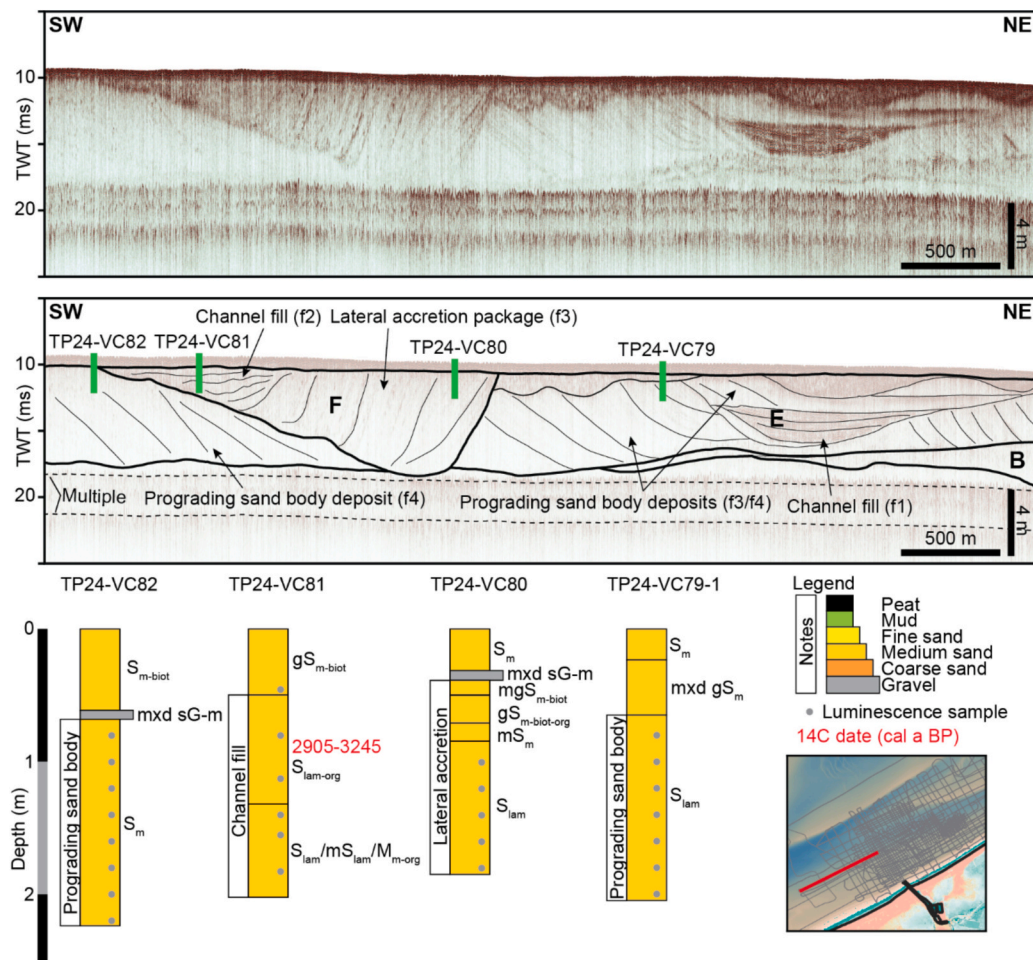 SW
NE
10
TWT (ms)
20
4 m
500 m
SW
NE
Channel fill (f2)
Lateral accretion package (f3)
TP24-VC82
TP24-VC81
TP24-VC80
TP24-VC79
10
F
E
TWT (ms)
B
20
Multiple
Prograding sand body deposit (f4)
Prograding sand body deposits (f3/f4)
Channel fill (f1)
4 m
500 m
TP24-VC82
TP24-VC81
TP24-VC80
TP24-VC79-1
0
1
2
Depth (m)
Sm-biot
mxd sG-m
Sm
Prograding sand body
gSm-biot
2905-3245
Slam-org
Slam/mSlam/Mm-org
Channel fill
Sm
mxd sG-m
mgSm-biot
gSm-biot-org
mSm
Slam
Lateral accretion
Sm
mxd gSm
Slam
Prograding sand body
Legend
Notes
Peat
Mud
Fine sand
Medium sand
Coarse sand
Gravel
Luminescence sample
14C date (cal a BP)